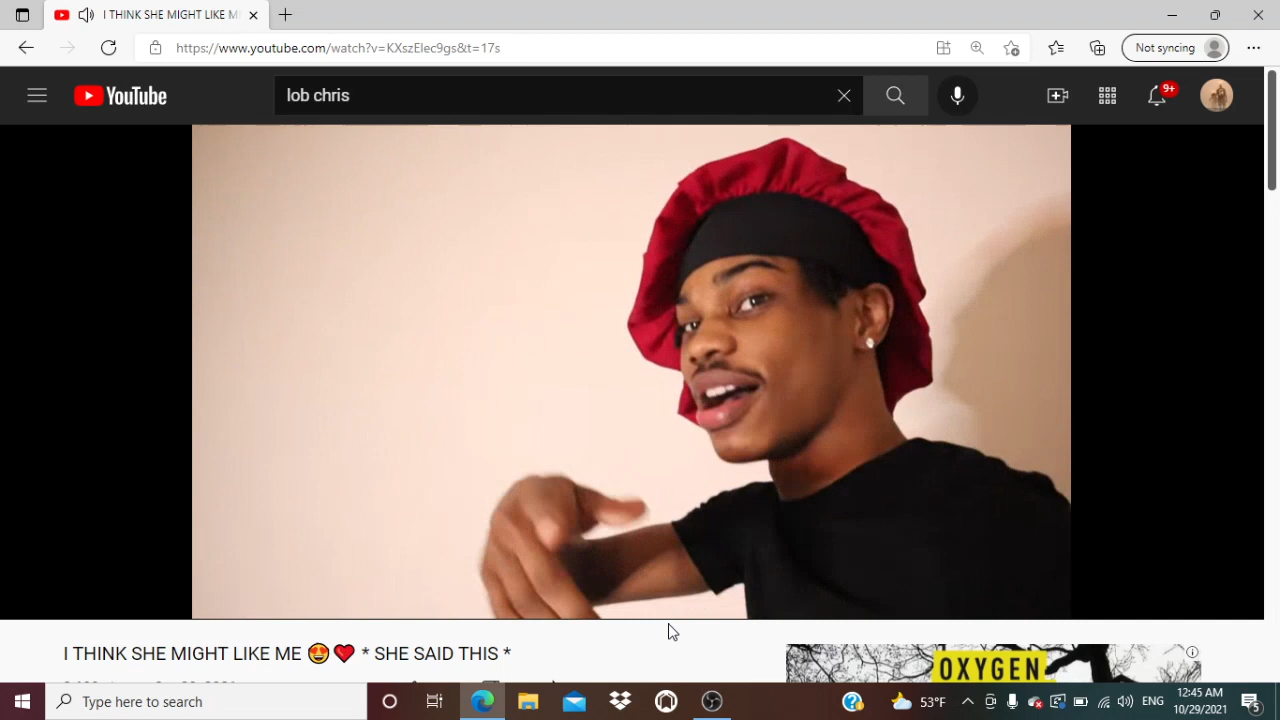 I THINK SHE MIGHT LIKE M
https://www.youtube.com/watch?v=KXszElec9gs&t=17s
Not syncing
YouTube
lob chris
9+
I THINK SHE MIGHT LIKE ME 😍❤️ * SHE SAID THIS *
OXYGEN
Type here to search
53°F
ENG
12:45 AM
10/29/2021
5